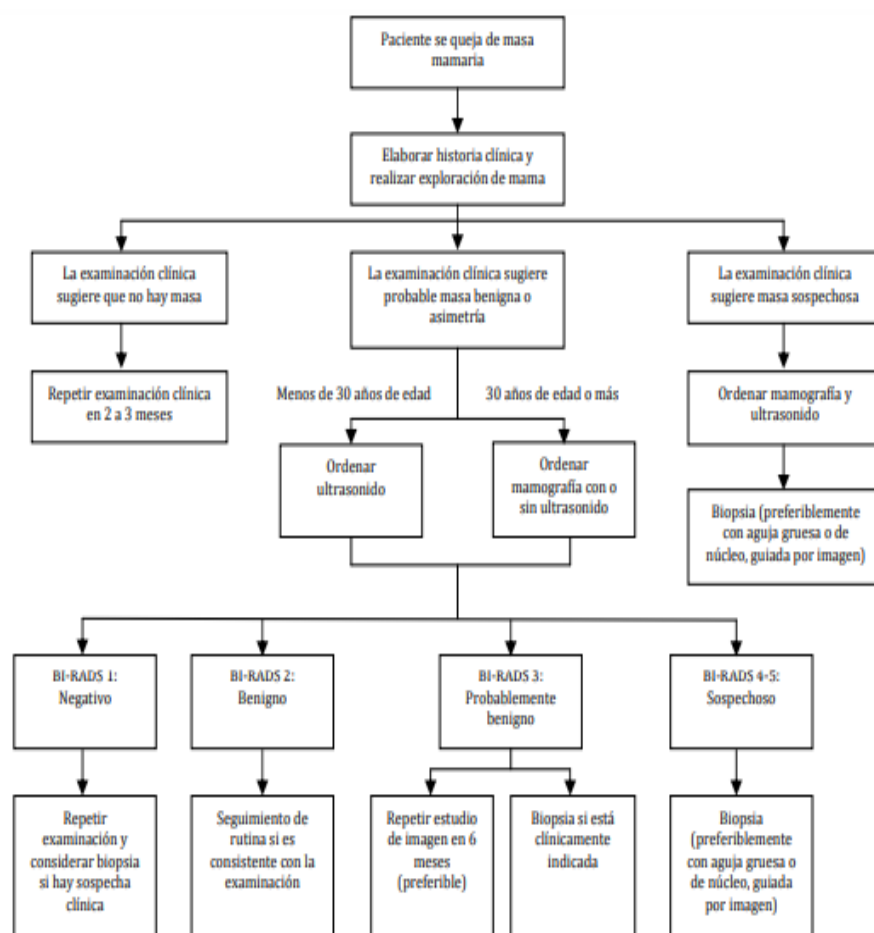 Paciente se queja de masa
mamaria
Elaborar historia clínica y
realizar exploración de mama
La examinación clínica
sugiere que no hay masa
La examinación clínica sugiere
probable masa benigna o
asimetría
La examinación clínica
sugiere masa sospechosa
Repetir examinación clínica
en 2 a 3 meses
Menos de 30 años de edad
30 años de edad o más
Ordenar mamografía y
ultrasonido
Ordenar
ultrasonido
Ordenar
mamografía con o
sin ultrasonido
Biopsia (preferiblemente
con aguja gruesa o de
núcleo, guiada por imagen)
BI-RADS 1:
Negativo
BI-RADS 2:
Benigno
BI-RADS 3:
Probablemente
benigno
BI-RADS 4-5:
Sospechoso
Repetir
examinación y
considerar biopsia
si hay sospecha
clínica
Seguimiento de
rutina si es
consistente con la
examinación
Repetir estudio
de imagen en 6
meses
(preferible)
Biopsia si está
clínicamente
indicada
Biopsia
(preferiblemente
con aguja gruesa o
de núcleo, guiada
por imagen)